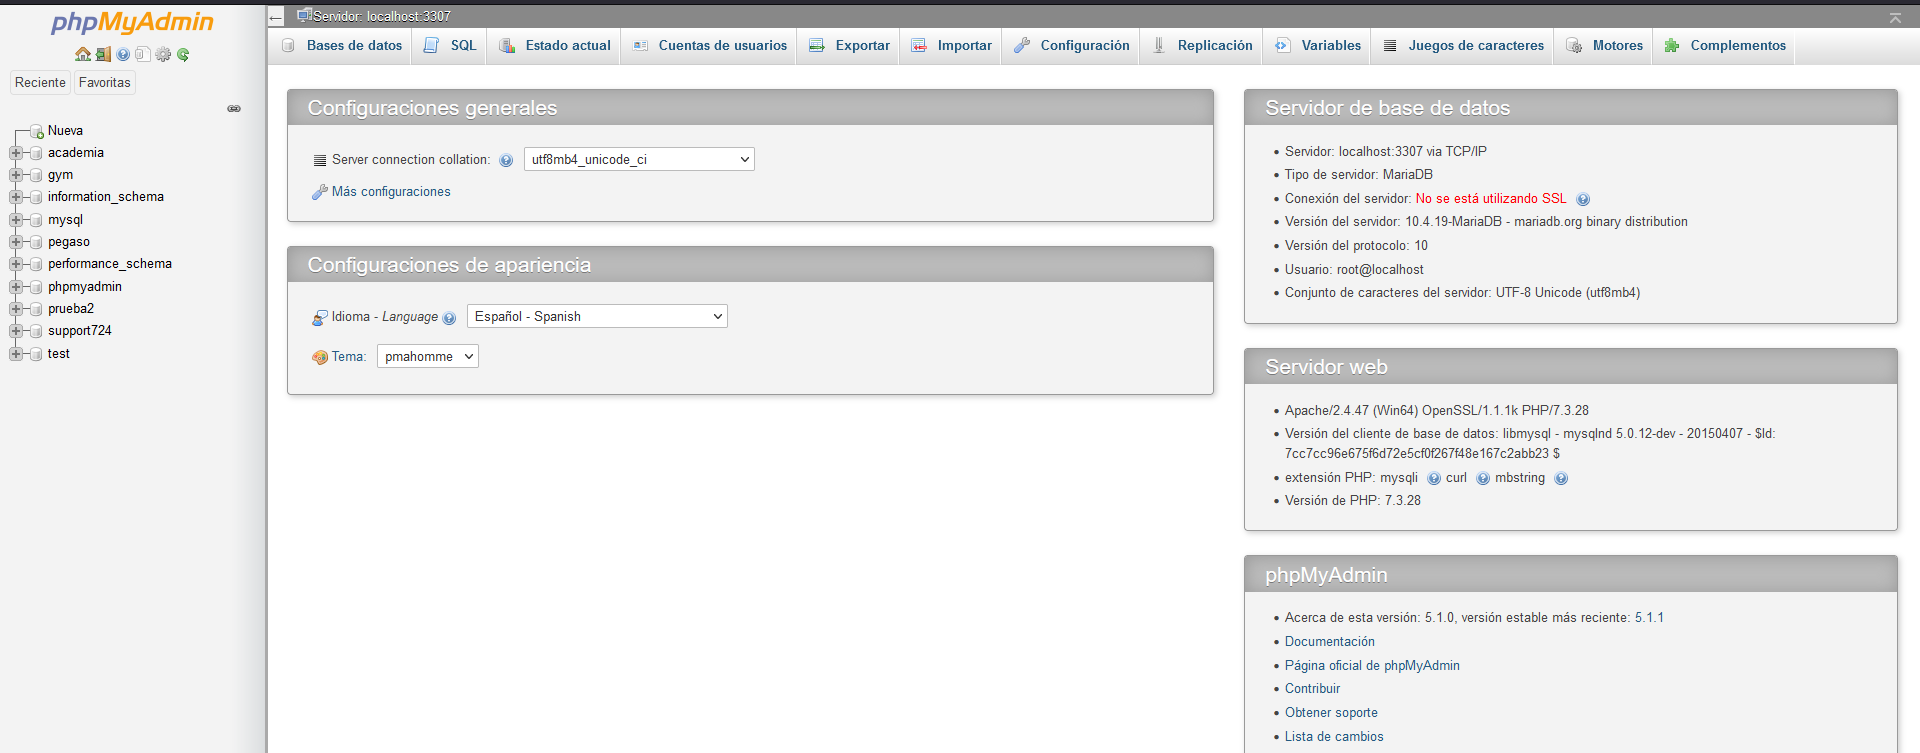 phpMyAdmin
Reciente Favoritas
Nueva
academia
gym
information_schema
mysql
pegaso
performance_schema
phpmyadmin
prueba2
support724
test
Servidor: localhost:3307
Bases de datos SQL Estado actual Cuentas de usuarios Exportar Importar Configuración Replicación Variables Juegos de caracteres Motores Complementos
Configuraciones generales
Server connection collation: utf8mb4_unicode_ci
Más configuraciones
Configuraciones de apariencia
Idioma - Language Español - Spanish
Tema: pmahomme
Servidor de base de datos
• Servidor: localhost:3307 via TCP/IP
• Tipo de servidor: MariaDB
• Conexión del servidor: No se está utilizando SSL
• Versión del servidor: 10.4.19-MariaDB - mariadb.org binary distribution
• Versión del protocolo: 10
• Usuario: root@localhost
• Conjunto de caracteres del servidor: UTF-8 Unicode (utf8mb4)
Servidor web
• Apache/2.4.47 (Win64) OpenSSL/1.1.1k PHP/7.3.28
• Versión del cliente de base de datos: libmysql - mysqlnd 5.0.12-dev - 20150407 - $Id:
7cc7cc96e675f6d72e5cf0f267f48e167c2abb23 $
• extensión PHP: mysqli curl mbstring
• Versión de PHP: 7.3.28
phpMyAdmin
• Acerca de esta versión: 5.1.0, versión estable más reciente: 5.1.1
• Documentación
• Página oficial de phpMyAdmin
• Contribuir
• Obtener soporte
• Lista de cambios